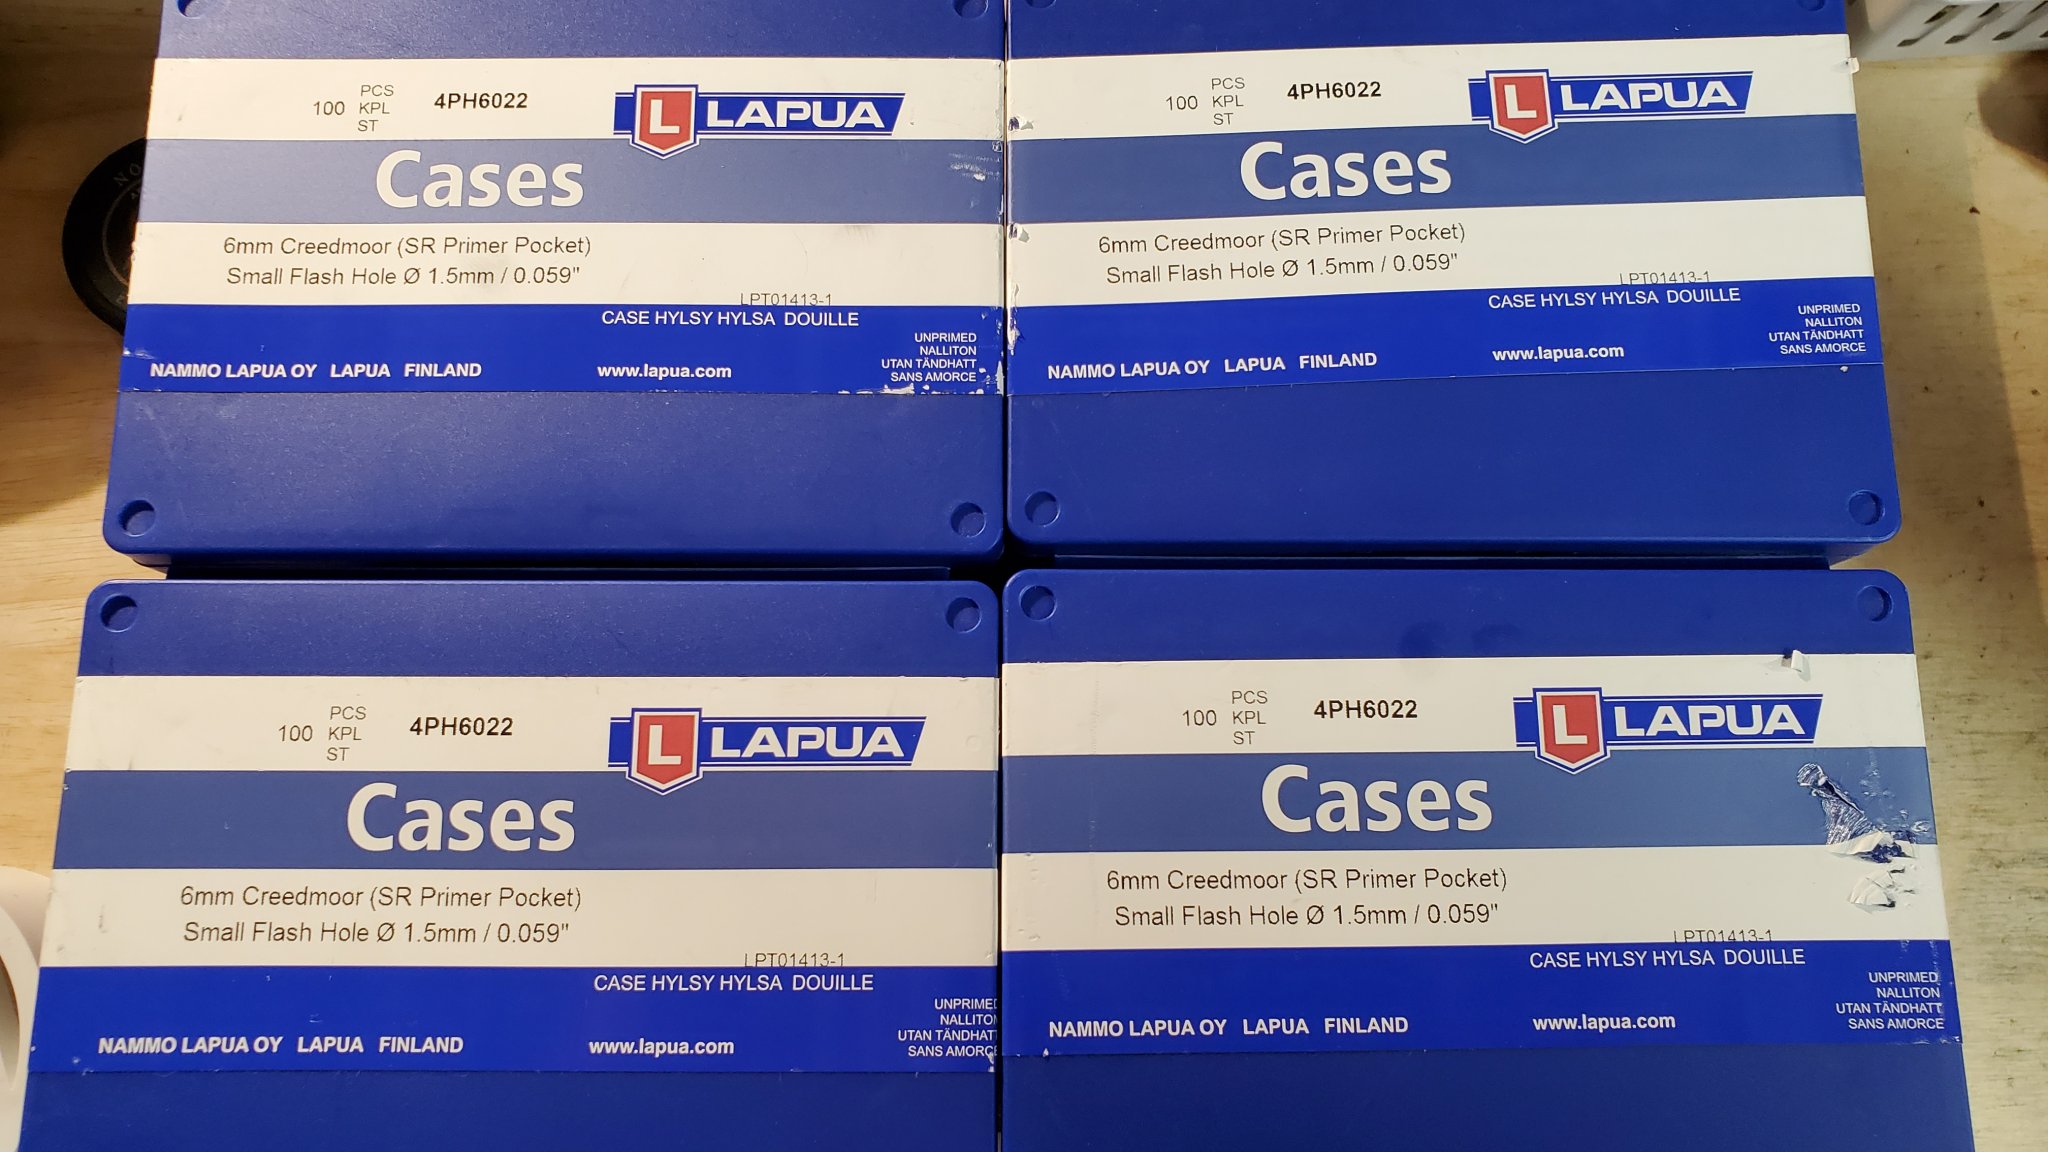 100 PCS KPL ST 4PH6022 L LAPUA
Cases
6mm Creedmoor (SR Primer Pocket)
Small Flash Hole Ø 1.5mm / 0.059"
LPT01413-1
CASE HYLSY HYLSA DOUILLE
UNPRIMED
NALLITON
UTAN TÄNDHATT
SANS AMORCE
NAMMO LAPUA OY LAPUA FINLAND www.lapua.com
100 PCS KPL ST 4PH6022 L LAPUA
Cases
6mm Creedmoor (SR Primer Pocket)
Small Flash Hole Ø 1.5mm / 0.059"
LPT01413-1
CASE HYLSY HYLSA DOUILLE
UNPRIMED
NALLITON
UTAN TÄNDHATT
SANS AMORCE
NAMMO LAPUA OY LAPUA FINLAND www.lapua.com
100 PCS KPL ST 4PH6022 L LAPUA
Cases
6mm Creedmoor (SR Primer Pocket)
Small Flash Hole Ø 1.5mm / 0.059"
LPT01413-1
CASE HYLSY HYLSA DOUILLE
UNPRIMED
NALLITON
UTAN TÄNDHATT
SANS AMORCE
NAMMO LAPUA OY LAPUA FINLAND www.lapua.com
100 PCS KPL ST 4PH6022 L LAPUA
Cases
6mm Creedmoor (SR Primer Pocket)
Small Flash Hole Ø 1.5mm / 0.059"
LPT01413-1
CASE HYLSY HYLSA DOUILLE
UNPRIMED
NALLITON
UTAN TÄNDHATT
SANS AMORCE
NAMMO LAPUA OY LAPUA FINLAND www.lapua.com